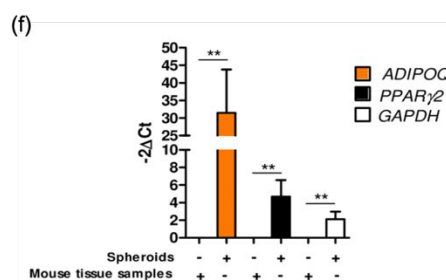 (f)
-2ΔCt
50
45
40
35
30
25
10
8
6
4
2
0
** ** **
ADIPOQ
PPARγ2
GAPDH
Spheroids - + - + - +
Mouse tissue samples + - + - + -